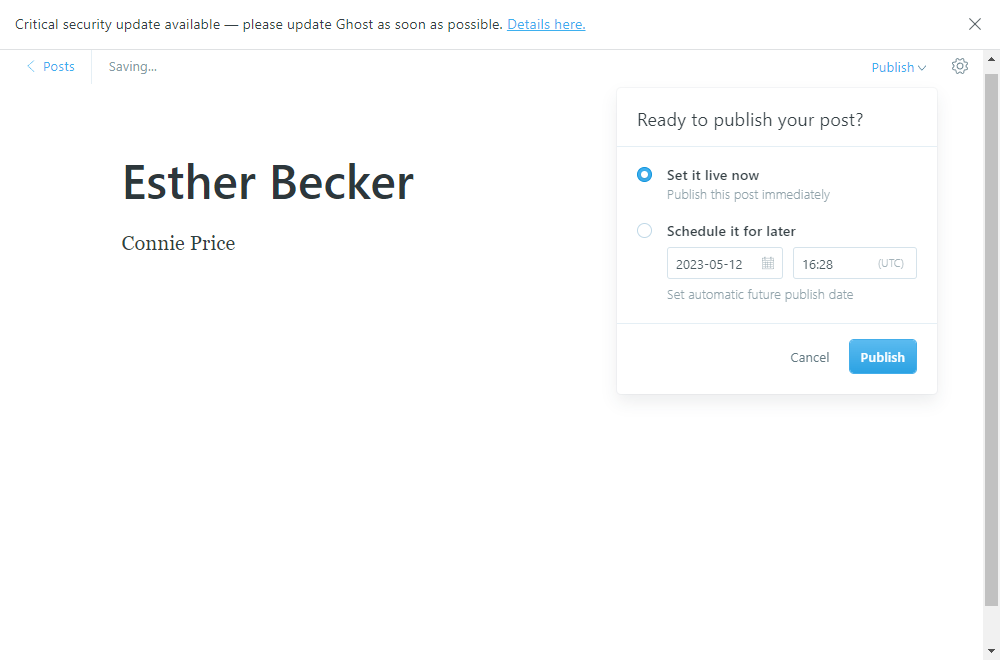 Critical security update available — please update Ghost as soon as possible. Details here.
Posts
Saving...
Publish
Ready to publish your post?
Esther Becker
Connie Price
Set it live now
Publish this post immediately
Schedule it for later
2023-05-12
16:28
(UTC)
Set automatic future publish date
Cancel
Publish